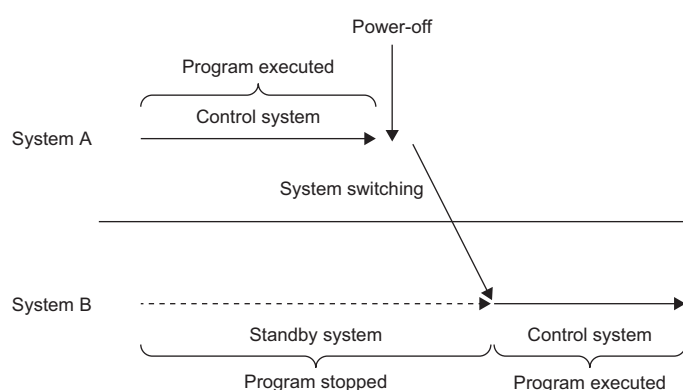 Power-off
Program executed
Control system
System A
System switching
System B
Standby system
Control system
Program stopped
Program executed